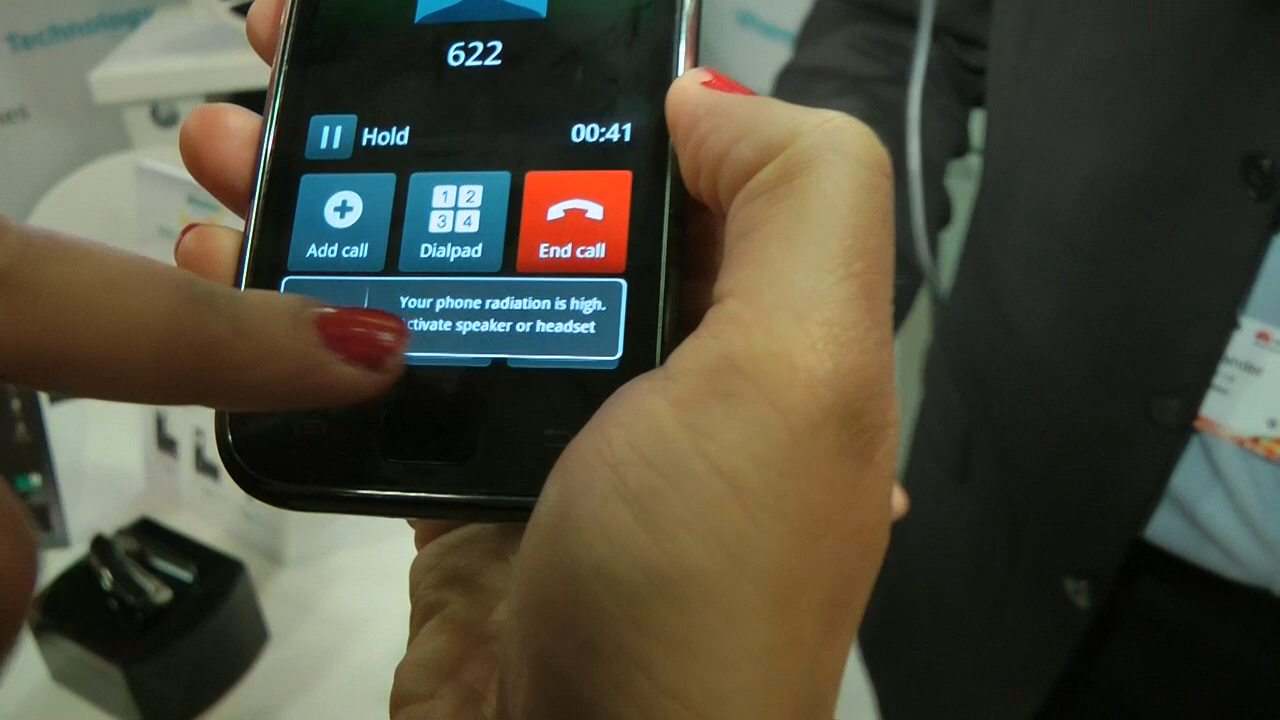 Technology
622
Hold 00:41
1 2
3 4
Add call Dialpad End call
Your phone radiation is high.
ctivate speaker or headset